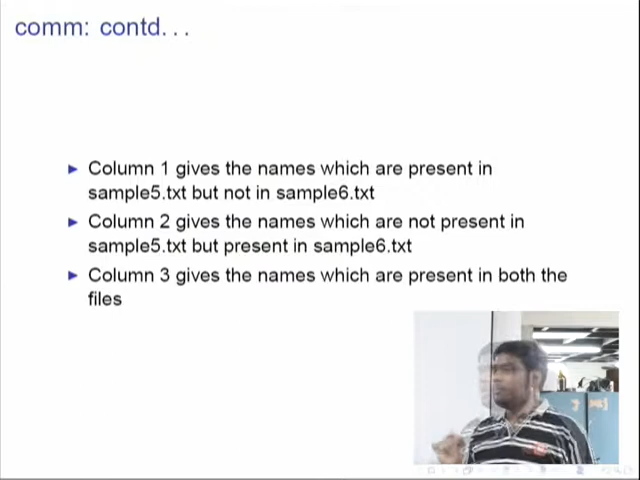 comm: contd...
Column 1 gives the names which are present in
sample5.txt but not in sample6.txt
Column 2 gives the names which are not present in
sample5.txt but present in sample6.txt
Column 3 gives the names which are present in both the
files